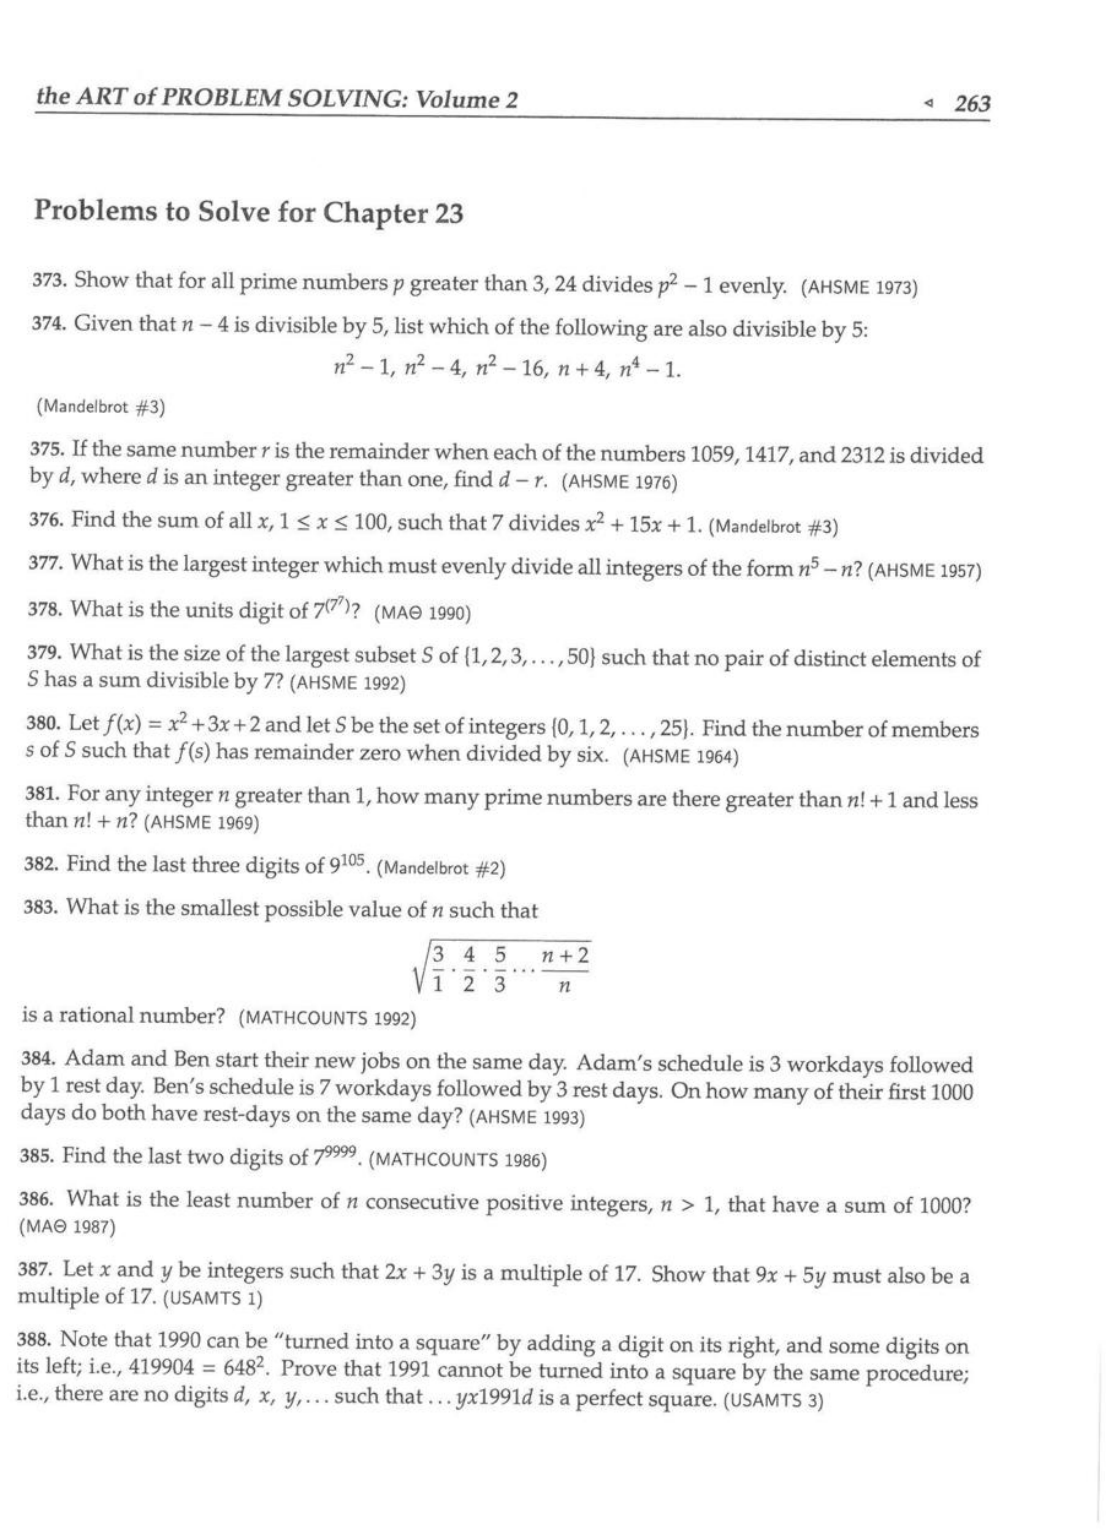 the ART of PROBLEM SOLVING: Volume 2 ◃ 263
Problems to Solve for Chapter 23
373. Show that for all prime numbers p greater than 3, 24 divides p² − 1 evenly. (AHSME 1973)
374. Given that n − 4 is divisible by 5, list which of the following are also divisible by 5:
n² − 1, n² − 4, n² − 16, n + 4, n⁴ − 1.
(Mandelbrot #3)
375. If the same number r is the remainder when each of the numbers 1059, 1417, and 2312 is divided
by d, where d is an integer greater than one, find d − r. (AHSME 1976)
376. Find the sum of all x, 1 ≤ x ≤ 100, such that 7 divides x² + 15x + 1. (Mandelbrot #3)
377. What is the largest integer which must evenly divide all integers of the form n⁵ − n? (AHSME 1957)
378. What is the units digit of 7^(7^7)? (MAΘ 1990)
379. What is the size of the largest subset S of {1, 2, 3, . . . , 50} such that no pair of distinct elements of
S has a sum divisible by 7? (AHSME 1992)
380. Let f(x) = x² + 3x + 2 and let S be the set of integers {0, 1, 2, . . . , 25}. Find the number of members
s of S such that f(s) has remainder zero when divided by six. (AHSME 1964)
381. For any integer n greater than 1, how many prime numbers are there greater than n! + 1 and less
than n! + n? (AHSME 1969)
382. Find the last three digits of 9¹⁰⁵. (Mandelbrot #2)
383. What is the smallest possible value of n such that
√(3/1 · 4/2 · 5/3 ··· (n + 2)/n)
is a rational number? (MATHCOUNTS 1992)
384. Adam and Ben start their new jobs on the same day. Adam's schedule is 3 workdays followed
by 1 rest day. Ben's schedule is 7 workdays followed by 3 rest days. On how many of their first 1000
days do both have rest-days on the same day? (AHSME 1993)
385. Find the last two digits of 7⁹⁹⁹⁹. (MATHCOUNTS 1986)
386. What is the least number of n consecutive positive integers, n > 1, that have a sum of 1000?
(MAΘ 1987)
387. Let x and y be integers such that 2x + 3y is a multiple of 17. Show that 9x + 5y must also be a
multiple of 17. (USAMTS 1)
388. Note that 1990 can be "turned into a square" by adding a digit on its right, and some digits on
its left; i.e., 419904 = 648². Prove that 1991 cannot be turned into a square by the same procedure;
i.e., there are no digits d, x, y, . . . such that . . . yx1991d is a perfect square. (USAMTS 3)